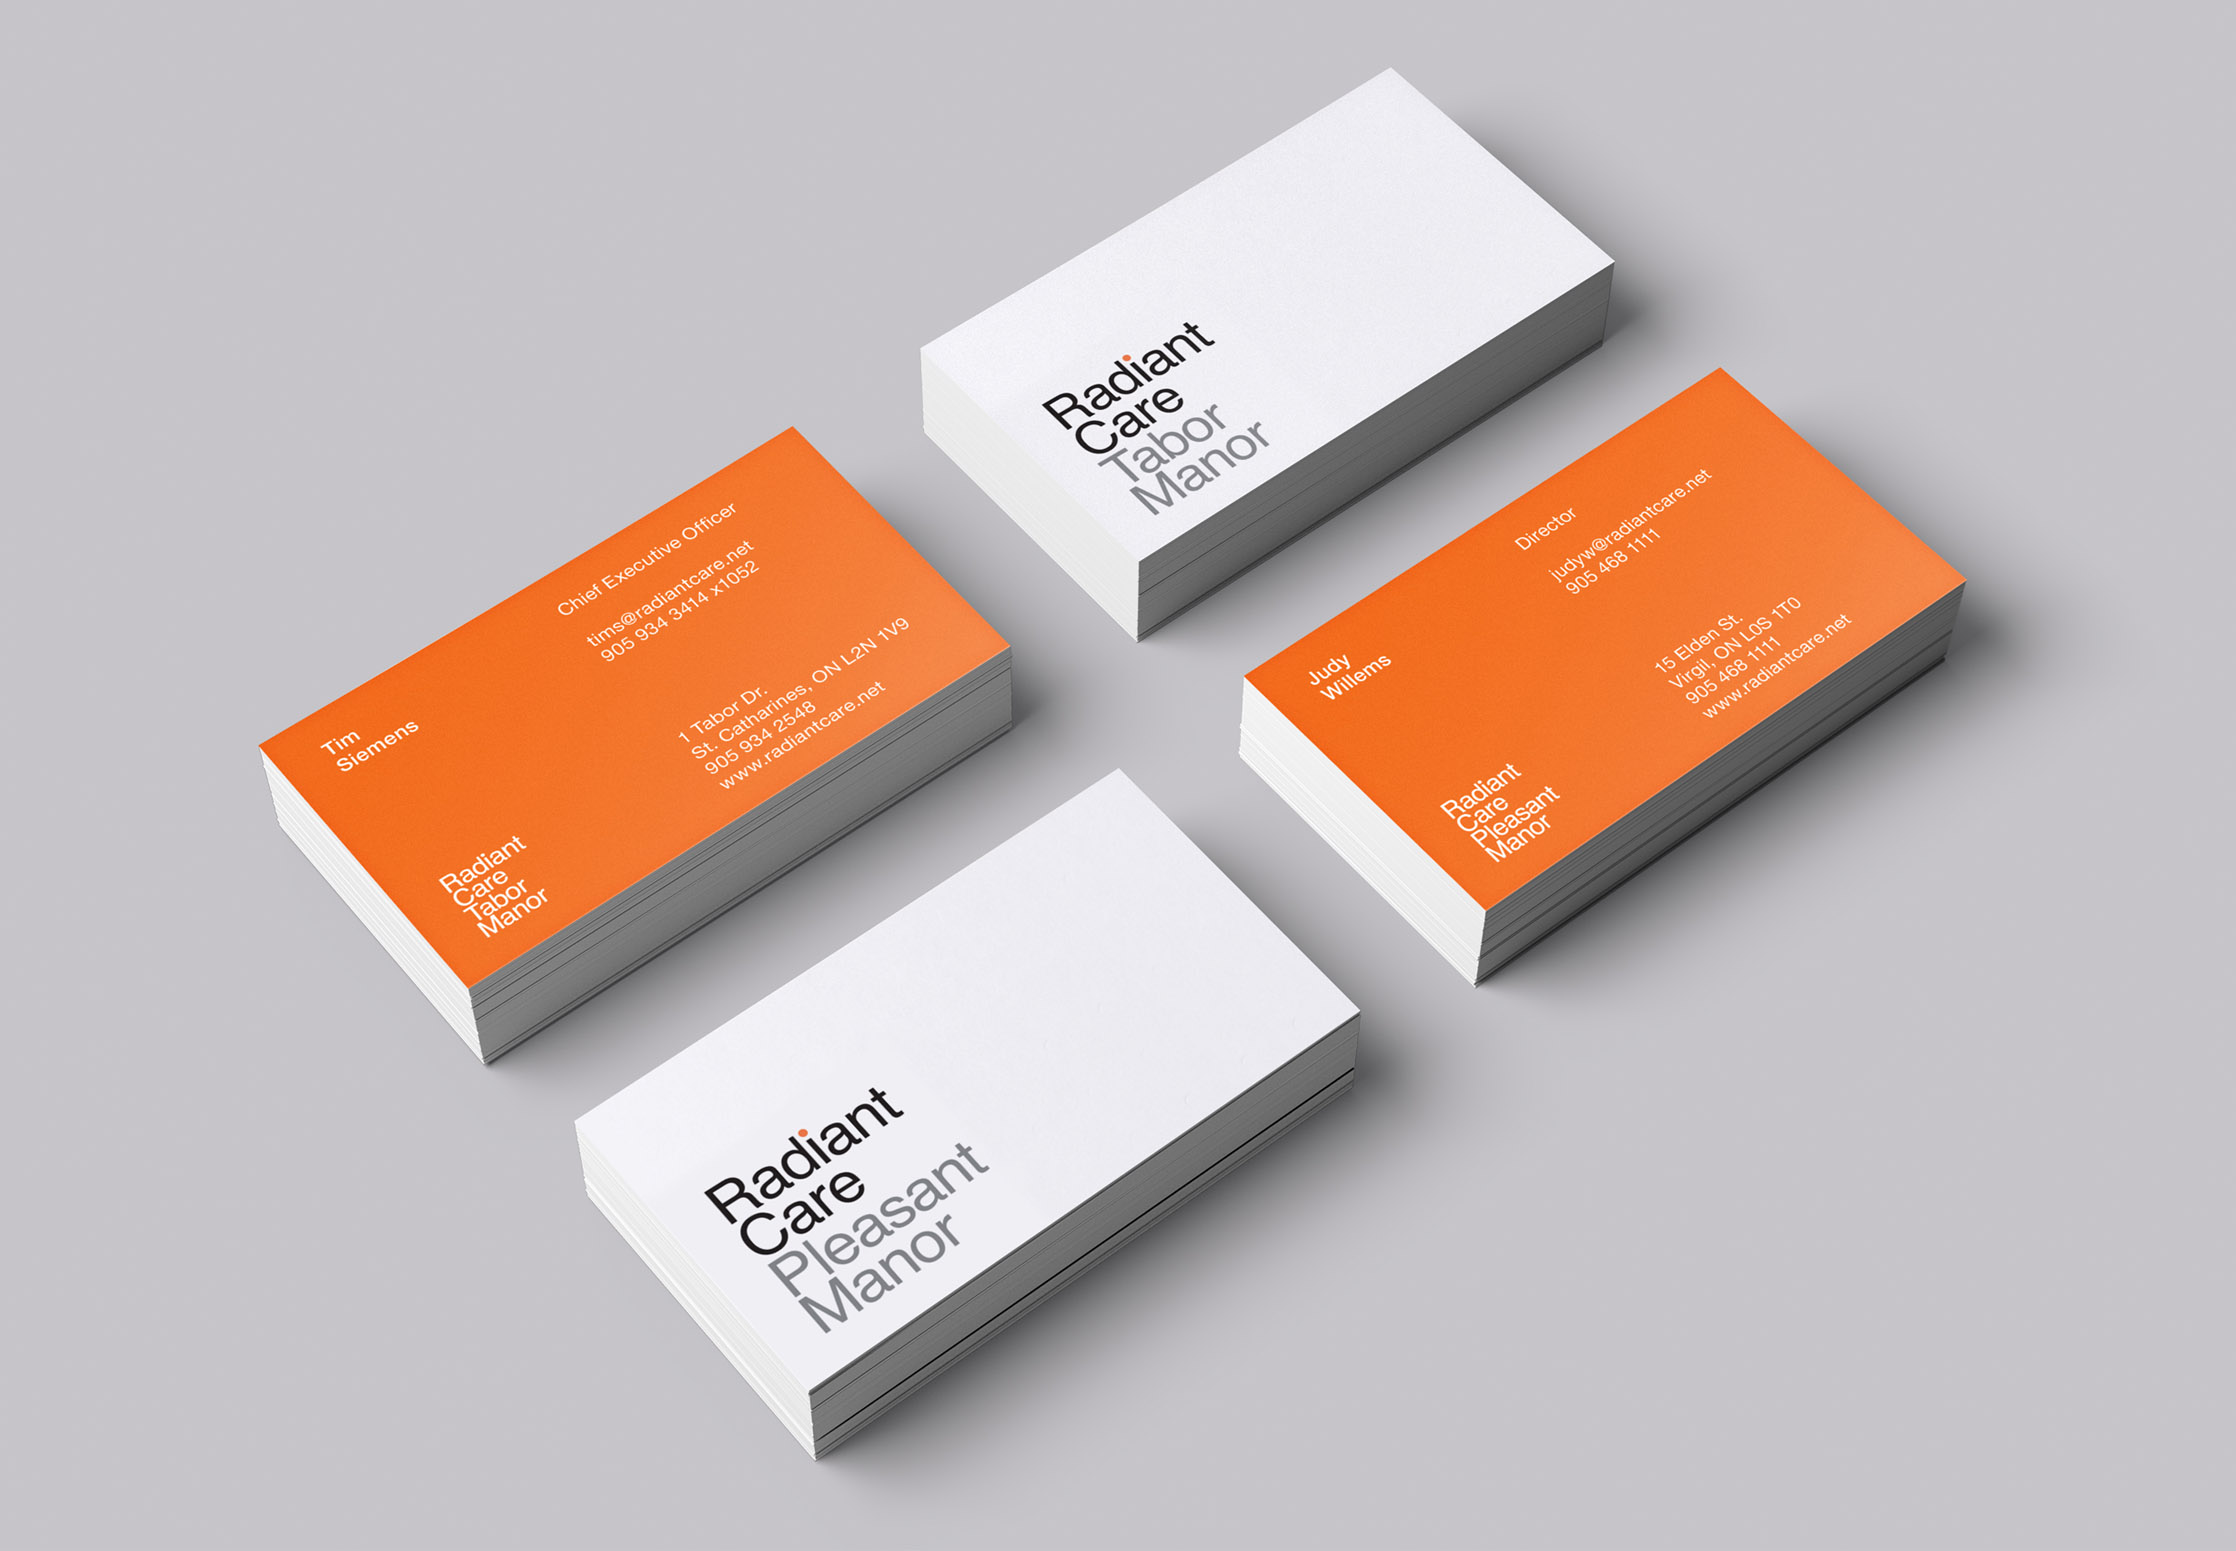 Radiant
Care
Tabor
Manor
Tim
Siemens
Chief Executive Officer
tims@radiantcare.net
905 934 3414 x1052
1 Tabor Dr.
St. Catharines, ON L2N 1V9
905 934 2548
www.radiantcare.net
Radiant
Care
Tabor
Manor
Judy
Willems
Director
judyw@radiantcare.net
905 468 1111
15 Elden St.
Virgil, ON L0S 1T0
905 468 1111
www.radiantcare.net
Radiant
Care
Pleasant
Manor
Radiant
Care
Pleasant
Manor